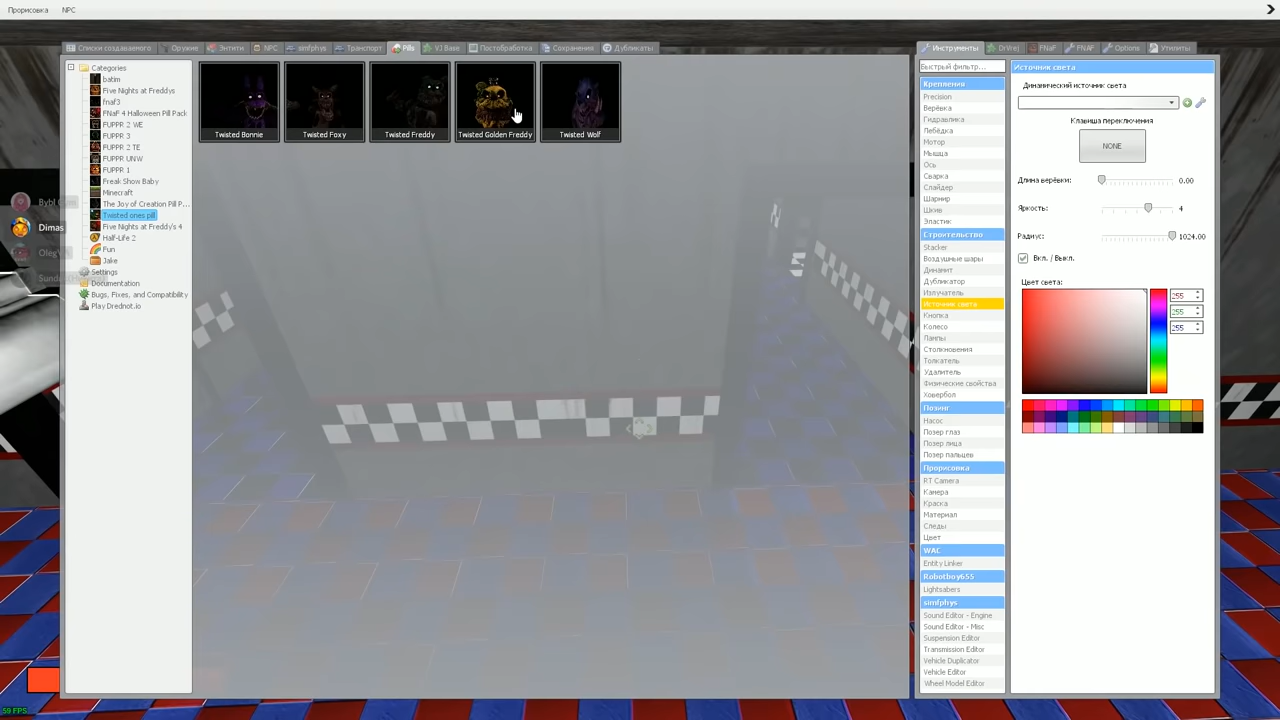 Прорисовка NPC
Списки создаваемого Оружие Энтети NPC simfphys Транспорт Pills VJ Base Постобработка Сохранения Дубликаты
Categories
batim
Five Nights at Freddys
fnaf3
FNaF 4 Halloween Pill Pack
FUPPR 2 WE
FUPPR 3
FUPPR 2 TE
FUPPR UNW
FUPPR 1
Freak Show Baby
Minecraft
The Joy of Creation Pill P...
Twisted ones pill
Five Nights at Freddy's 4
Half-Life 2
Fun
Jake
Settings
Documentation
Bugs, Fixes, and Compatibility
Play Drednot.io
Dimas
Twisted Bonnie
Twisted Foxy
Twisted Freddy
Twisted Golden Freddy
Twisted Wolf
Инструменты
FNaF
FNAF
Options
Утилиты
Быстрый фильтр...
Крепления
Precision
Верёвка
Гидравлика
Лебёдка
Мотор
Мышца
Ось
Сварка
Слайдер
Шарнир
Шкив
Эластик
Строительство
Stacker
Воздушные шары
Динамит
Дубликатор
Излучатель
Источник света
Кнопка
Колесо
Лампы
Столкновения
Толкатель
Удалитель
Физические свойства
Ховербол
Позинг
Насос
Позер глаз
Позер лица
Позер пальцев
Прорисовка
RT Camera
Камера
Краска
Материал
Следы
Цвет
WAC
Entity Linker
Robotboy655
Lightsabers
simfphys
Sound Editor - Engine
Sound Editor - Misc
Suspension Editor
Transmission Editor
Vehicle Duplicator
Vehicle Editor
Wheel Model Editor
Источник света
Динамический источник света
Клавиша переключения
NONE
Длина верёвки: 0.00
Яркость: 4
Радиус: 1024.00
Вкл. / Выкл.
Цвет света:
255
255
255
59 FPS